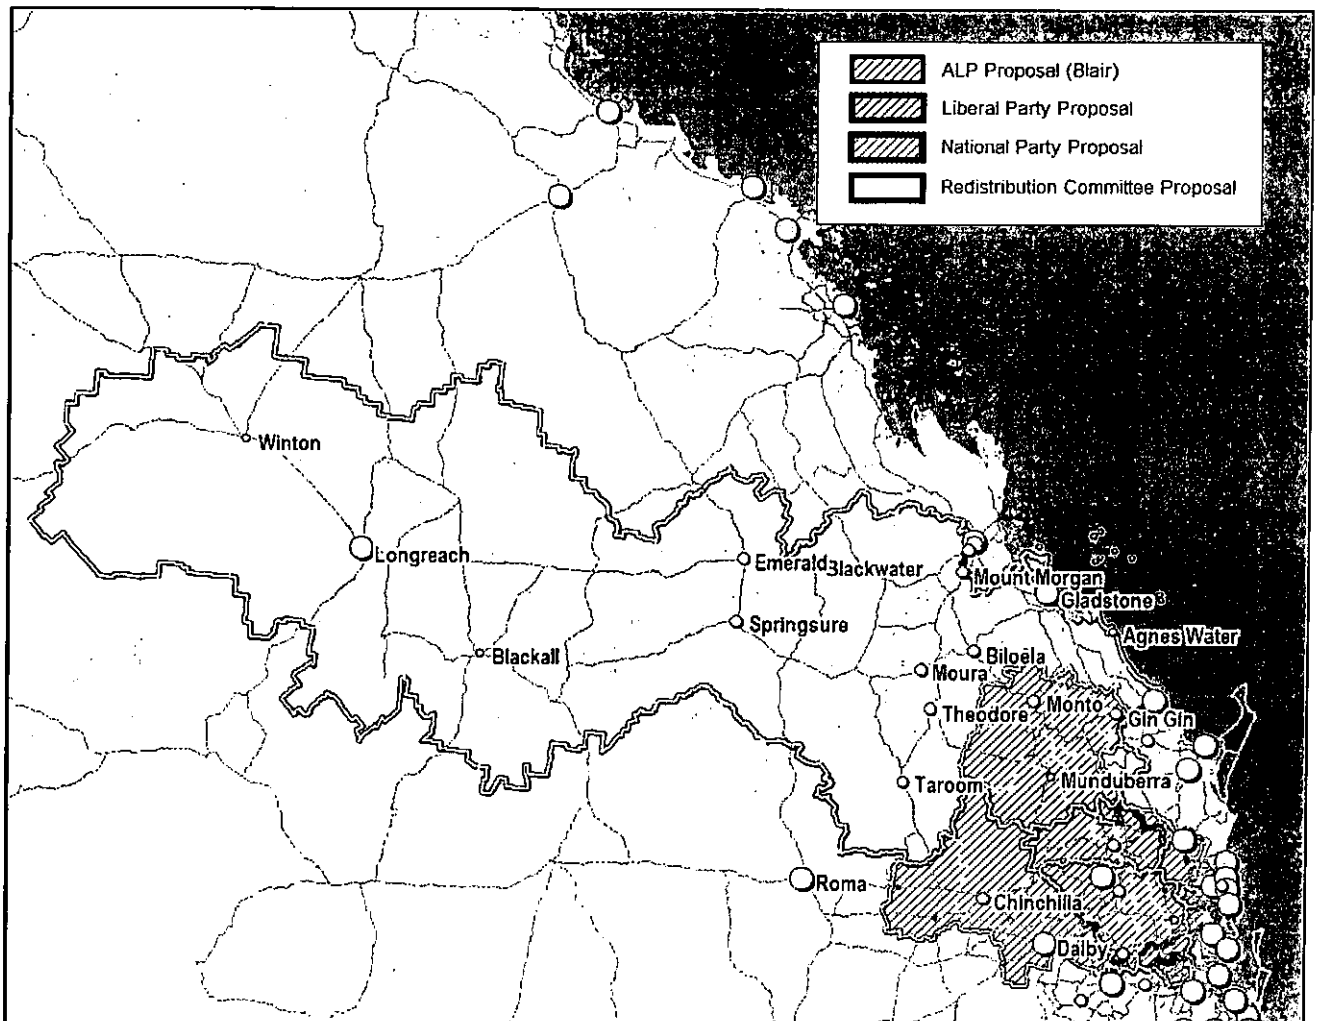 ALP Proposal (Blair)
Liberal Party Proposal
National Party Proposal
Redistribution Committee Proposal
Winton
Longreach
Emerald
Blackwater
Mount Morgan
Gladstone
Springsure
Agnes Water
Blackall
Biloela
Moura
Theodore
Monto
Gin Gin
Taroom
Munduberra
Roma
Chinchilla
Dalby